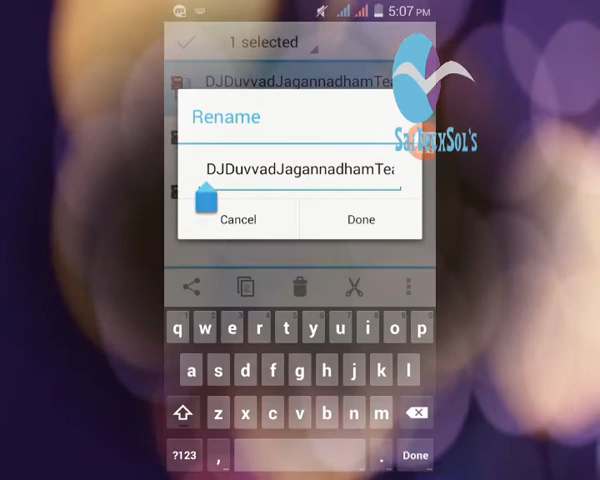 5:07 PM
1 selected
DJDuvvadJagannadhamTea
Rename
DJDuvvadJagannadhamTea
Cancel
Done
q w e r t y u i o p
a s d f g h j k l
z x c v b n m
?123 , . Done